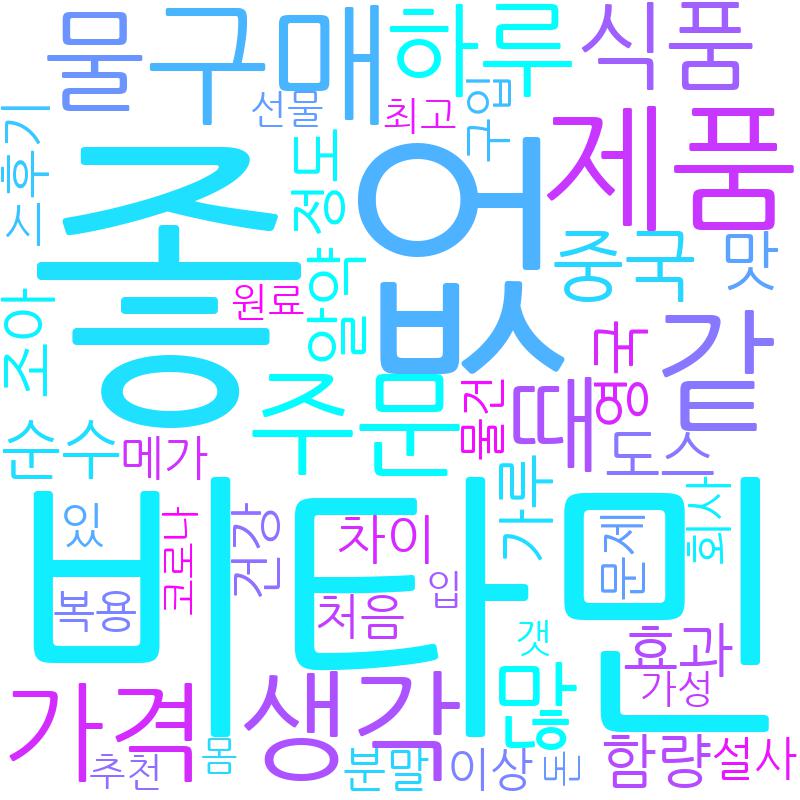 물
구매
하루
식품
선물
최고
구입
시후기
좋
정도
없
제품
중국
맛
원료
알약
조아
주문
물건
때
영국
같
순수
메가
도스
비타민
있
복용
코로나
건강
차이
처음
입
가루
문제
회사
갯
효과
가성
가격
생각
많
추천
몸
분말
이상
돈
함량
설사